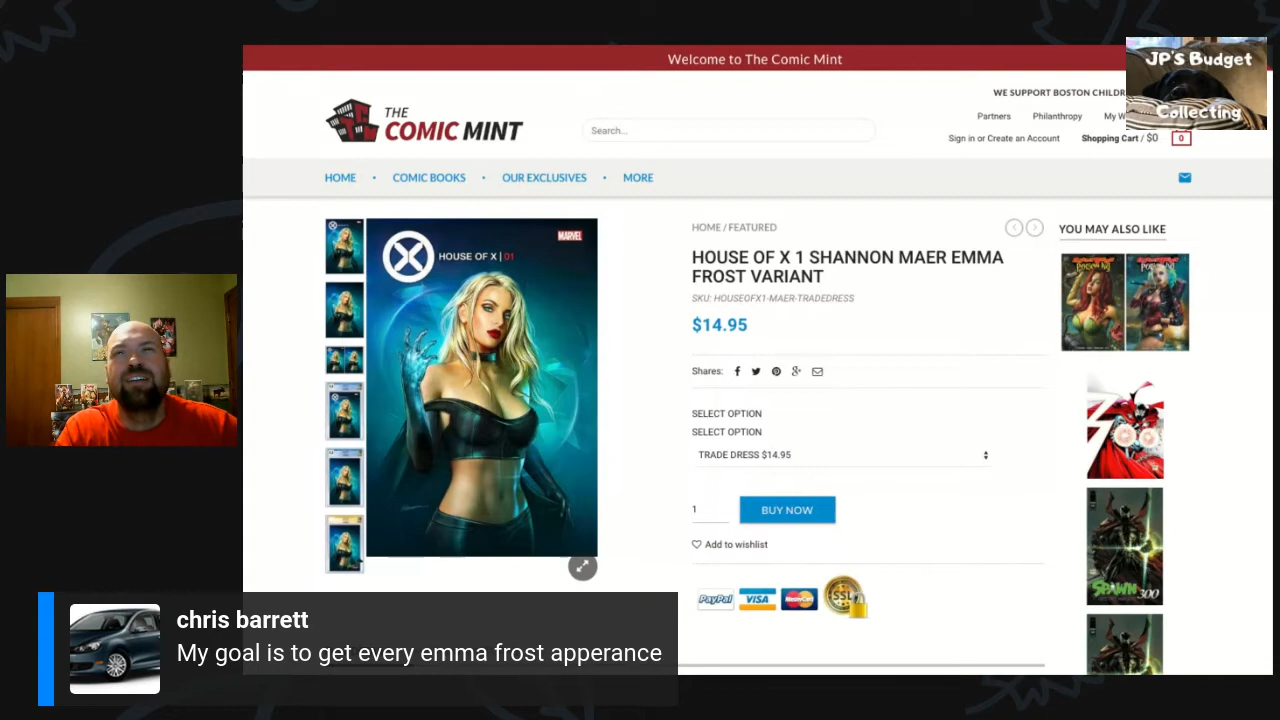 Welcome to The Comic Mint
JP'S Budget
Collecting
WE SUPPORT BOSTON CHILDR
THE
COMIC MINT
Search...
Partners
Philanthropy
My W
Sign in or Create an Account
Shopping Cart / $0
0
HOME
COMIC BOOKS
OUR EXCLUSIVES
MORE
HOUSE OF X | 01
MARVEL
HOME / FEATURED
HOUSE OF X 1 SHANNON MAER EMMA
FROST VARIANT
SKU: HOUSEOFX1-MAER-TRADEDRESS
$14.95
Shares:
SELECT OPTION
SELECT OPTION
TRADE DRESS $14.95
1
BUY NOW
Add to wishlist
PayPal
VISA
MasterCard
SSL
YOU MAY ALSO LIKE
POISON IVY
SPAWN 300
chris barrett
My goal is to get every emma frost apperance